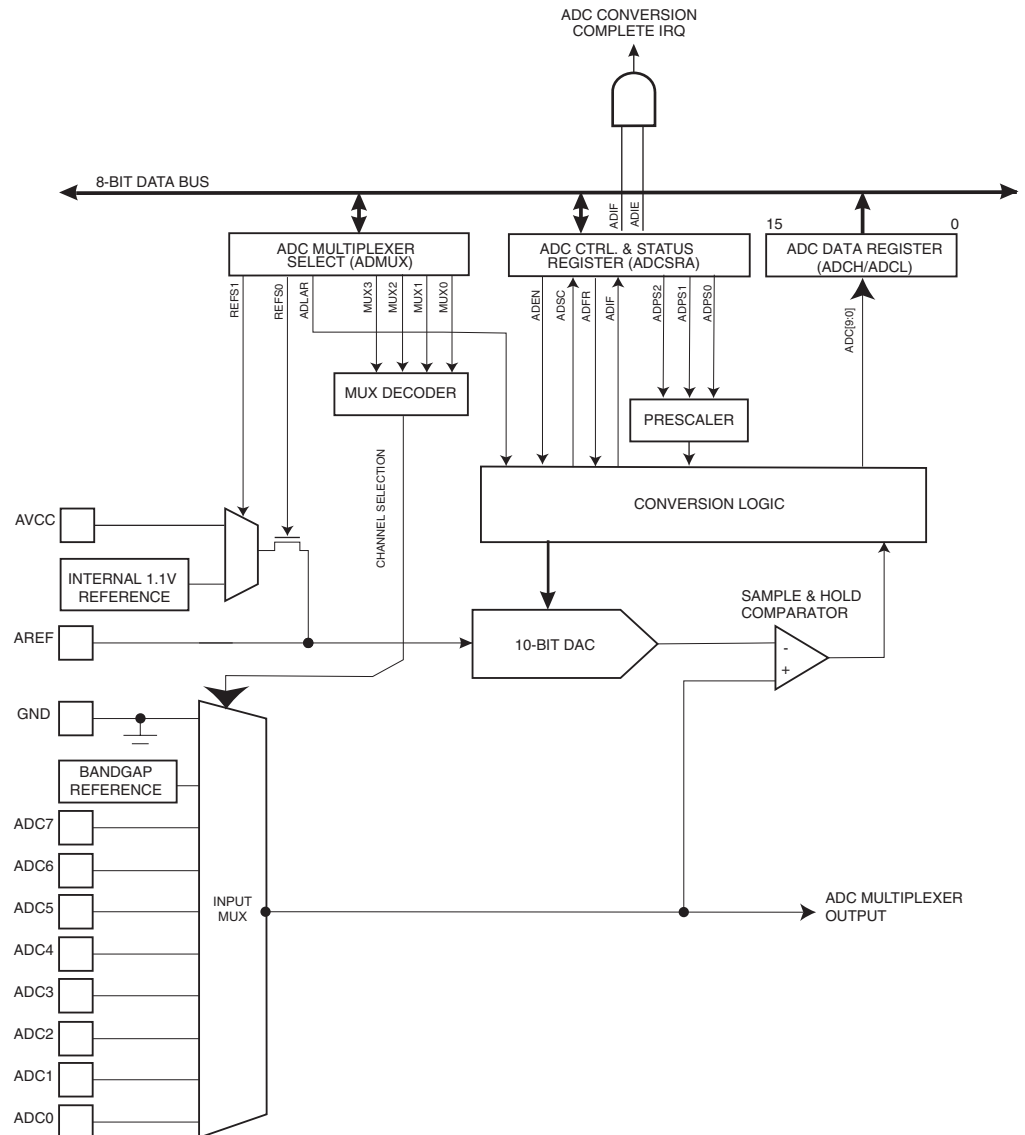 ADC CONVERSION
COMPLETE IRQ
8-BIT DATA BUS
ADIF
ADIE
15
0
ADC MULTIPLEXER
SELECT (ADMUX)
ADC CTRL. & STATUS
REGISTER (ADCSRA)
ADC DATA REGISTER
(ADCH/ADCL)
REFS1
REFS0
ADLAR
MUX3
MUX2
MUX1
MUX0
ADEN
ADSC
ADFR
ADIF
ADPS2
ADPS1
ADPS0
ADC[9:0]
MUX DECODER
PRESCALER
CHANNEL SELECTION
CONVERSION LOGIC
AVCC
INTERNAL 1.1V
REFERENCE
SAMPLE & HOLD
COMPARATOR
AREF
10-BIT DAC
-
+
GND
BANDGAP
REFERENCE
ADC7
ADC6
ADC5
INPUT
MUX
ADC MULTIPLEXER
OUTPUT
ADC4
ADC3
ADC2
ADC1
ADC0